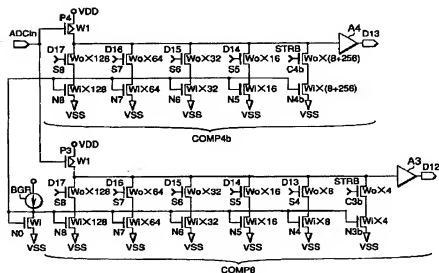 P4 VDD
ADCin W1
A4 D13
D17 D16 D15 D14 STRB
Wo×128 Wo×64 Wo×32 Wo×16 Wo×(8+256)
S8 S7 S6 S5 C4b
Wi×128 Wi×64 Wi×32 Wi×16 Wi×(8+256)
N8 N7 N6 N5 N4b
VSS VSS VSS VSS VSS
COMP4b
VDD
P3 W1
A3 D12
BGR D17 D16 D15 D14 D13 STRB
Wo×128 Wo×64 Wo×32 Wo×16 Wo×8 Wo×4
S8 S7 S6 S5 S4 C3b
Wi Wi×128 Wi×64 Wi×32 Wi×16 Wi×8 Wi×4
N0 N8 N7 N6 N5 N4 N3b
VSS VSS VSS VSS VSS VSS VSS
COMP8